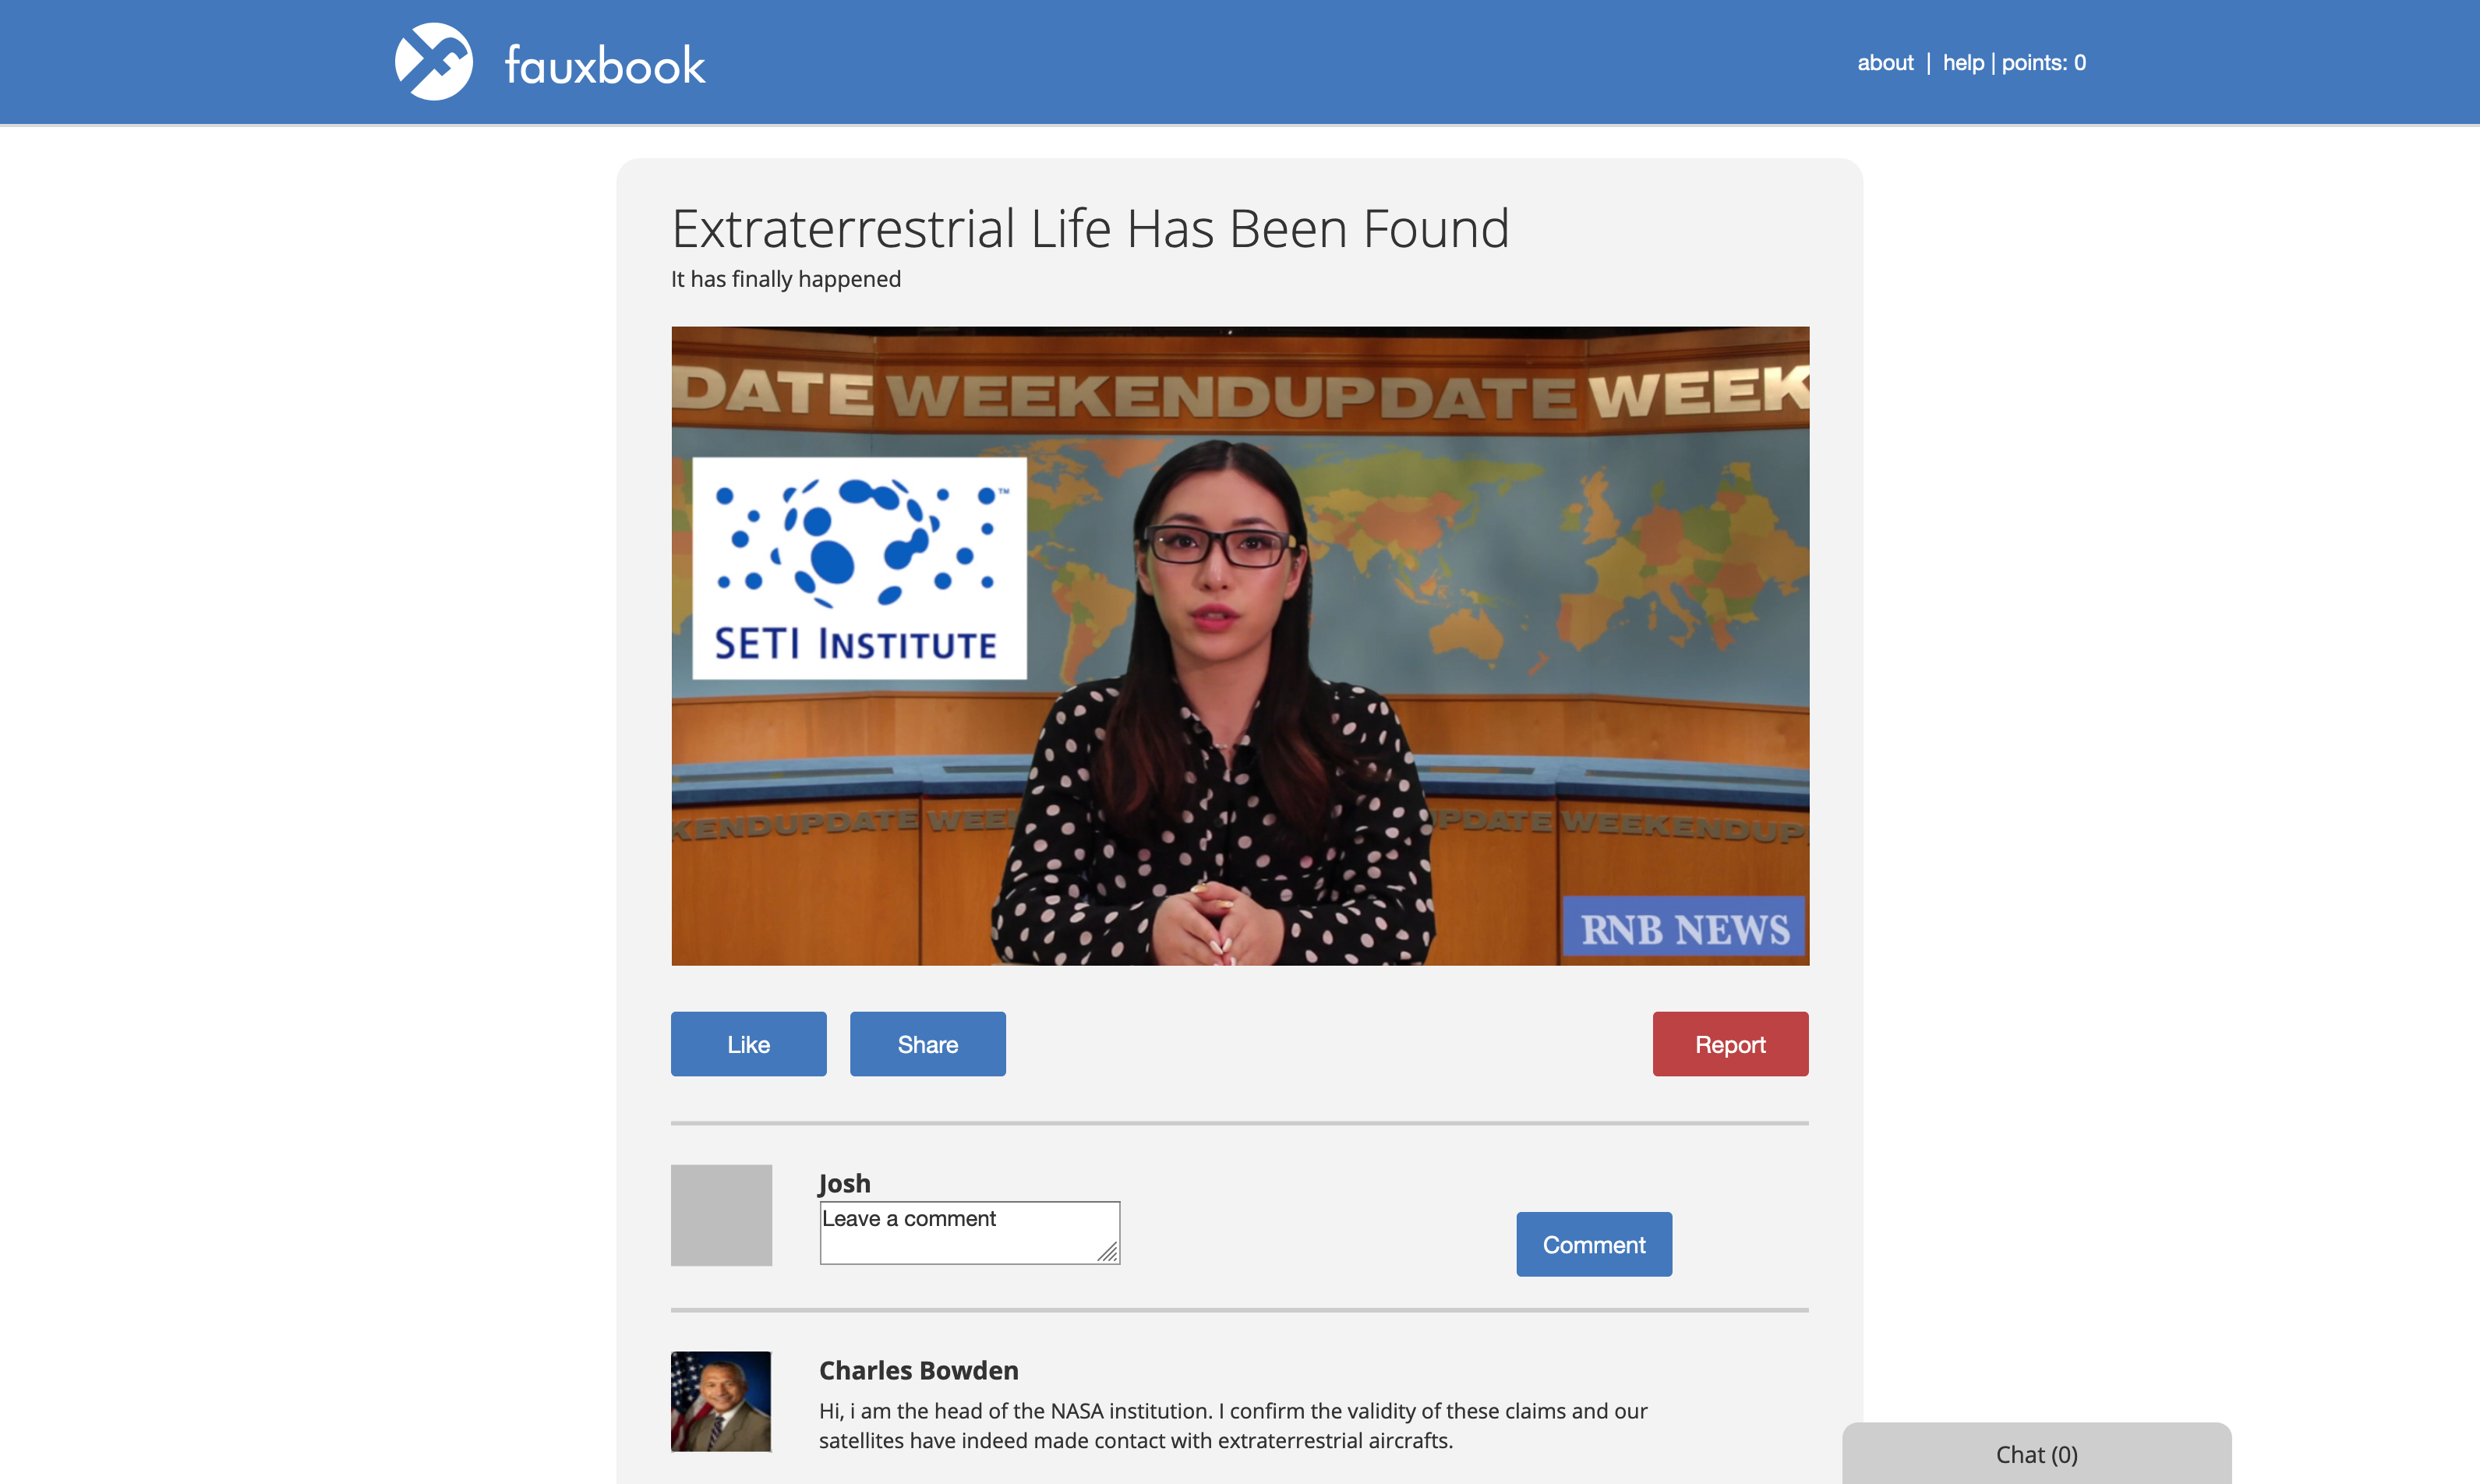 fauxbook
about | help | points: 0
Extraterrestrial Life Has Been Found
It has finally happened
DATE WEEKENDUPDATE WEEK
™
SETI INSTITUTE
KENDUPDATE WEEK
UPDATE WEEKENDUP
RNB NEWS
Like
Share
Report
Josh
Leave a comment
Comment
Charles Bowden
Hi, i am the head of the NASA institution. I confirm the validity of these claims and our
satellites have indeed made contact with extraterrestrial aircrafts.
Chat (0)